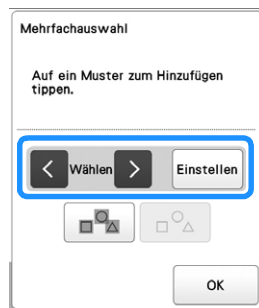 Mehrfachauswahl
Auf ein Muster zum Hinzufügen
tippen.
Wählen Einstellen
OK